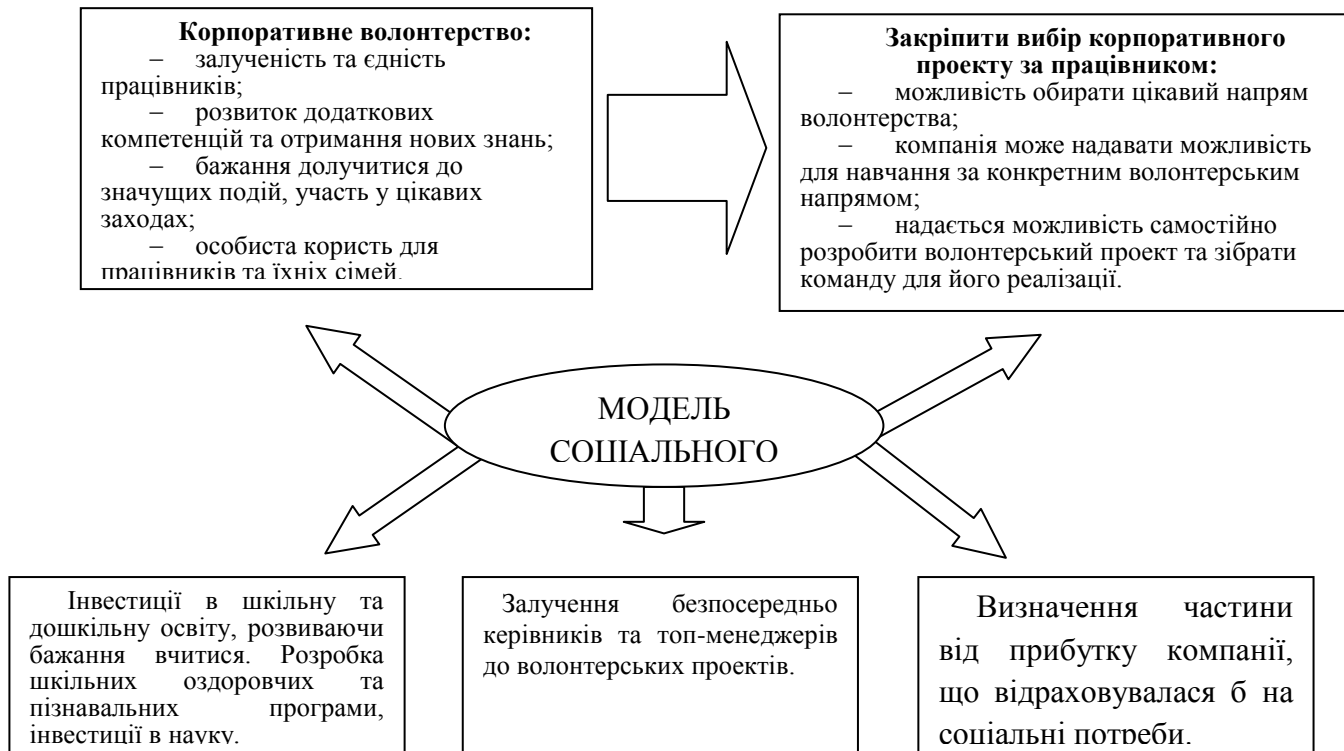 Корпоративне волонтерство:
– залученість та єдність
працівників;
– розвиток додаткових
компетенцій та отримання нових знань;
– бажання долучитися до
значущих подій, участь у цікавих
заходах;
– особиста користь для
працівників та їхніх сімей.
Закріпити вибір корпоративного
проекту за працівником:
– можливість обирати цікавий напрям
волонтерства;
– компанія може надавати можливість
для навчання за конкретним волонтерським
напрямом;
– надається можливість самостійно
розробити волонтерський проект та зібрати
команду для його реалізації.
МОДЕЛЬ
СОЦІАЛЬНОГО
Інвестиції в шкільну та
дошкільну освіту, розвиваючи
бажання вчитися. Розробка
шкільних оздоровчих та
пізнавальних програми,
інвестиції в науку.
Залучення безпосередньо
керівників та топ-менеджерів
до волонтерських проектів.
Визначення частини
від прибутку компанії,
що відраховувалася б на
соціальні потреби.